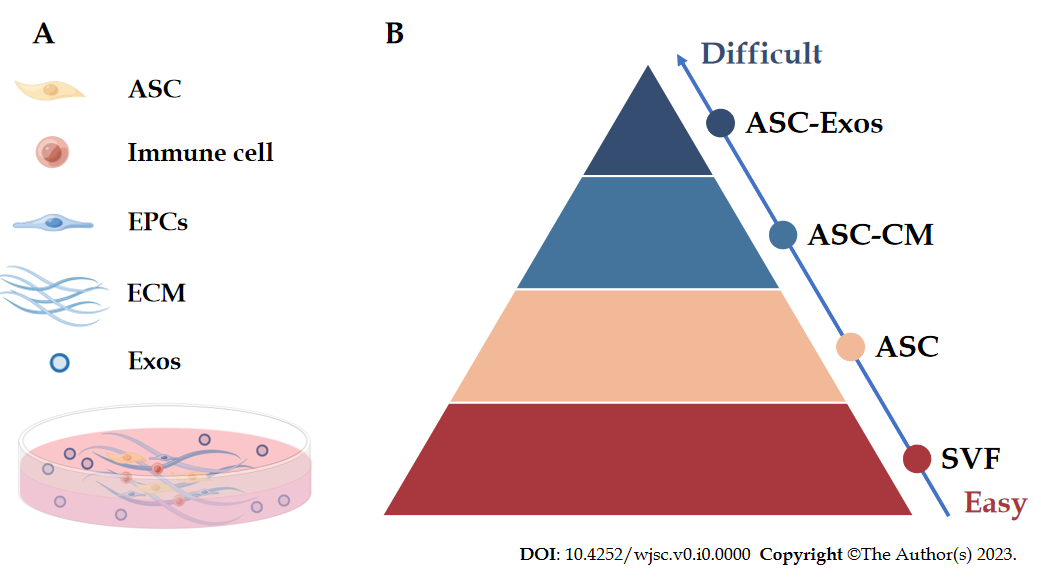 A
ASC
Immune cell
EPCs
ECM
Exos
B
Difficult
ASC-Exos
ASC-CM
ASC
SVF
Easy
DOI: 10.4252/wjsc.v0.i0.0000 Copyright ©The Author(s) 2023.